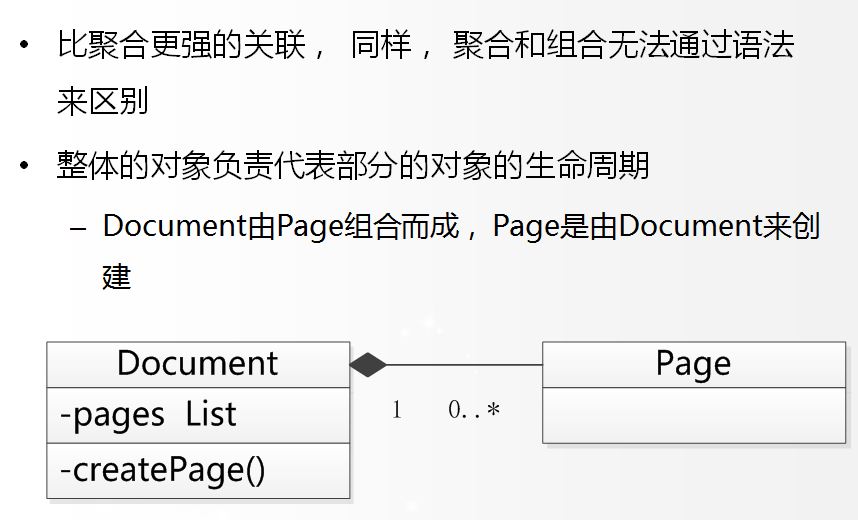 • 比聚合更强的关联， 同样， 聚合和组合无法通过语法
来区别
• 整体的对象负责代表部分的对象的生命周期
– Document由Page组合而成，Page是由Document来创
建
Document
-pages List
-createPage()
1 0..*
Page